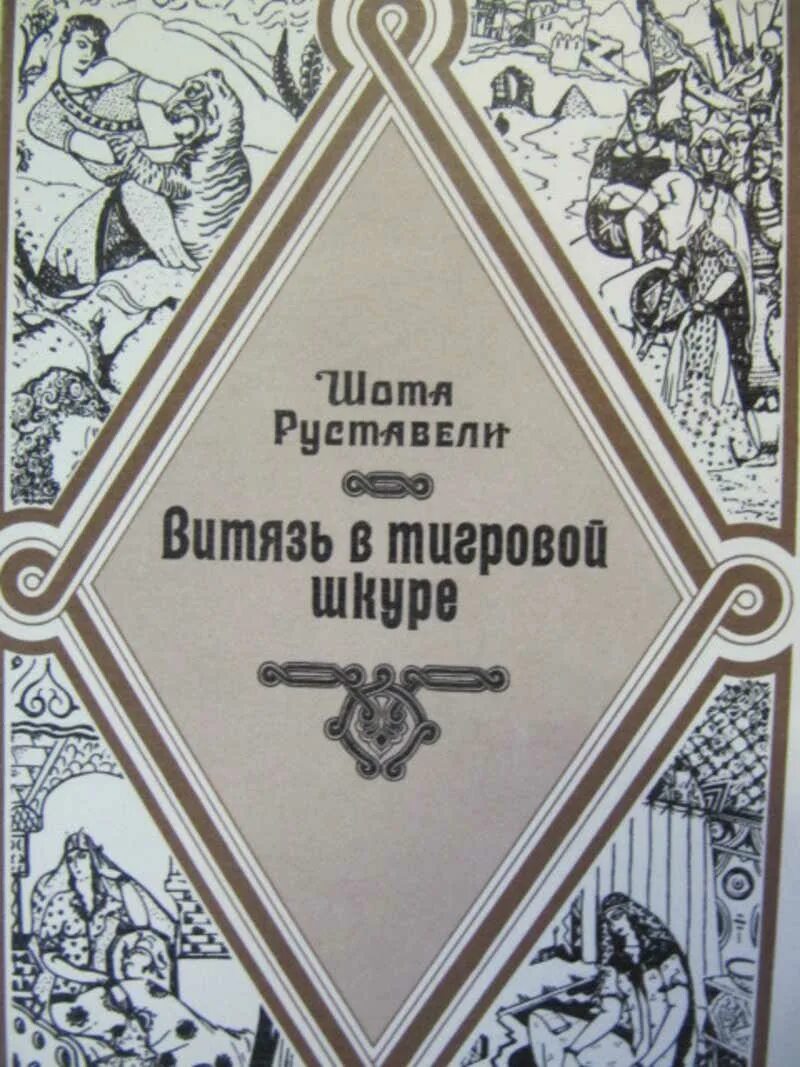 Шота
Руставели
Витязь в тигровой
шкуре